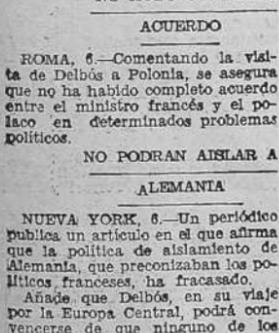 ACUERDO
ROMA, 6.—Comentando la visi-
ta de Delbós a Polonia, se asegura
que no ha habido completo acuerdo
entre el ministro francés y el po-
laco en determinados problemas
políticos.
NO PODRAN AISLAR A
ALEMANIA
NUEVA YORK, 6.—Un periódico
publica un artículo en el que afirma
que la política de aislamiento de
Alemania, que preconizaban los po-
líticos franceses, ha fracasado.
Añade que Delbós, en su viaje
por la Europa Central, podrá con-
vencerse de que ninguno de los